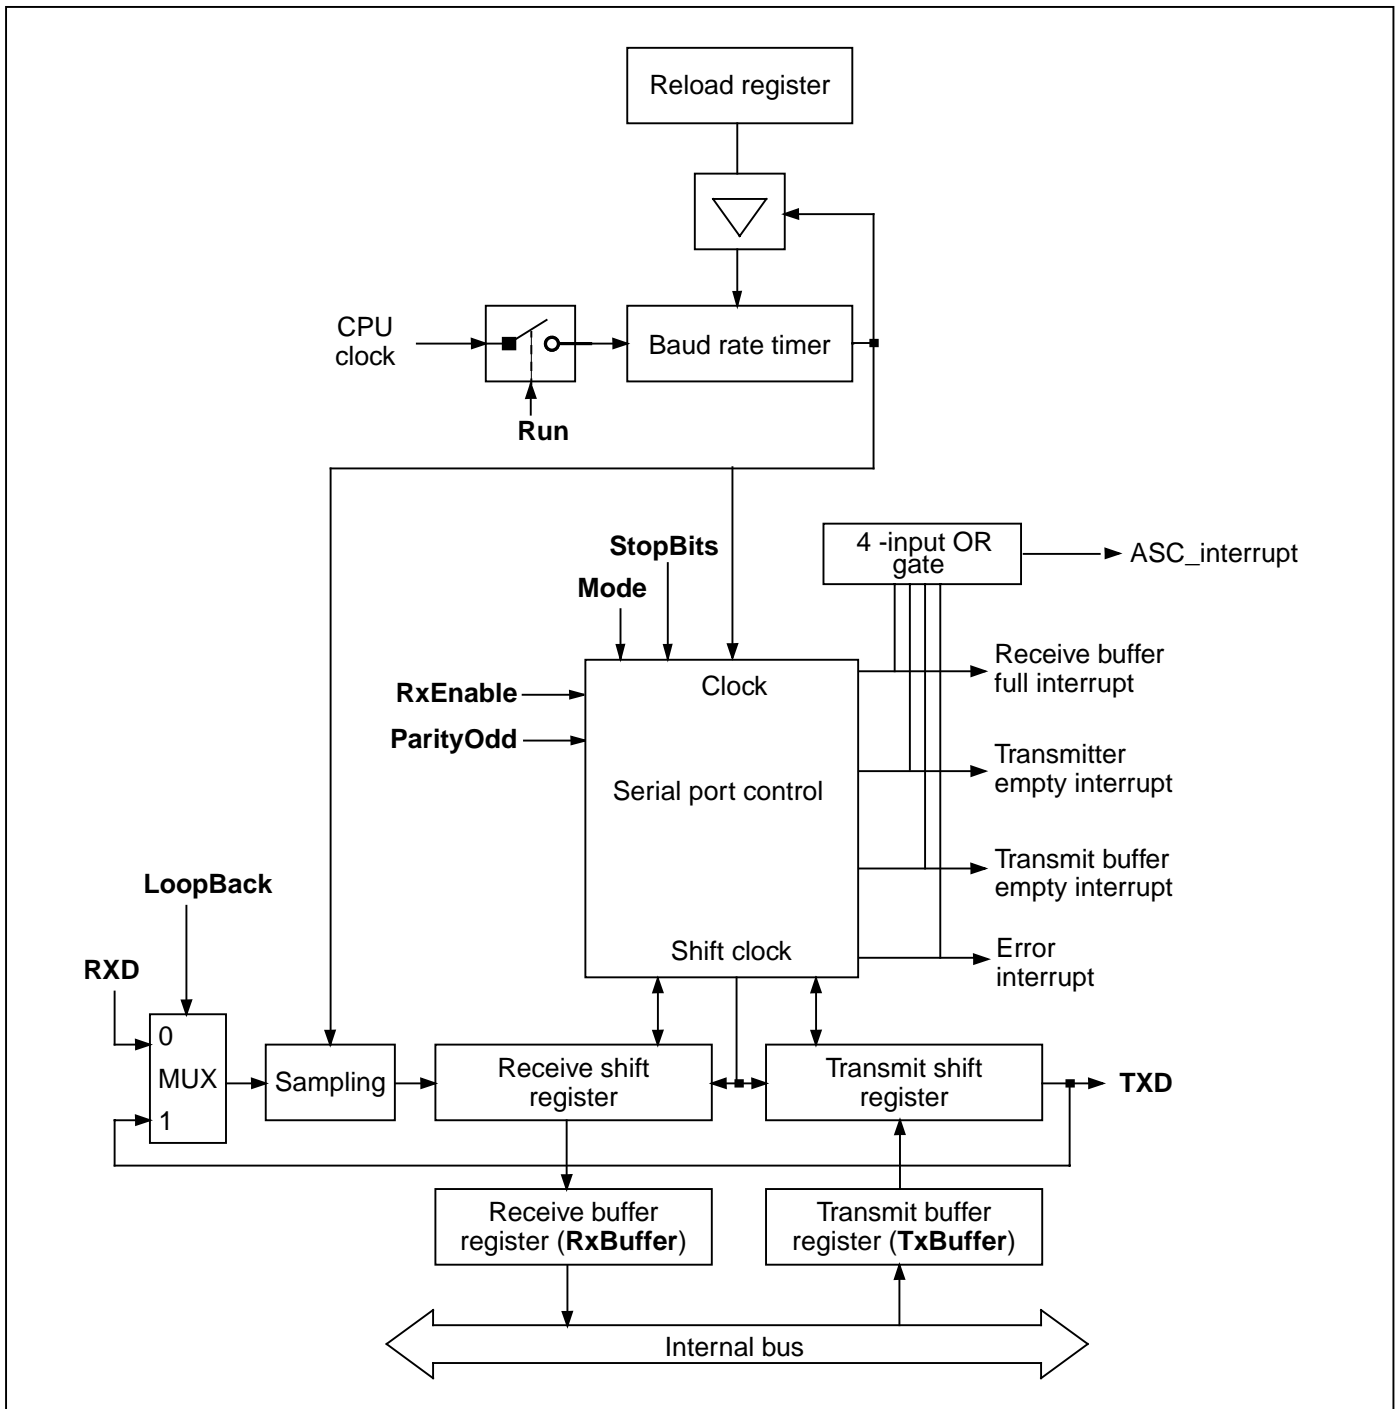 Reload register
CPU
clock
Baud rate timer
Run
StopBits
Mode
4 -input OR
gate
ASC_interrupt
RxEnable
ParityOdd
Clock
Serial port control
Shift clock
Receive buffer
full interrupt
Transmitter
empty interrupt
Transmit buffer
empty interrupt
Error
interrupt
LoopBack
RXD
0
MUX
1
Sampling
Receive shift
register
Transmit shift
register
TXD
Receive buffer
register (RxBuffer)
Transmit buffer
register (TxBuffer)
Internal bus